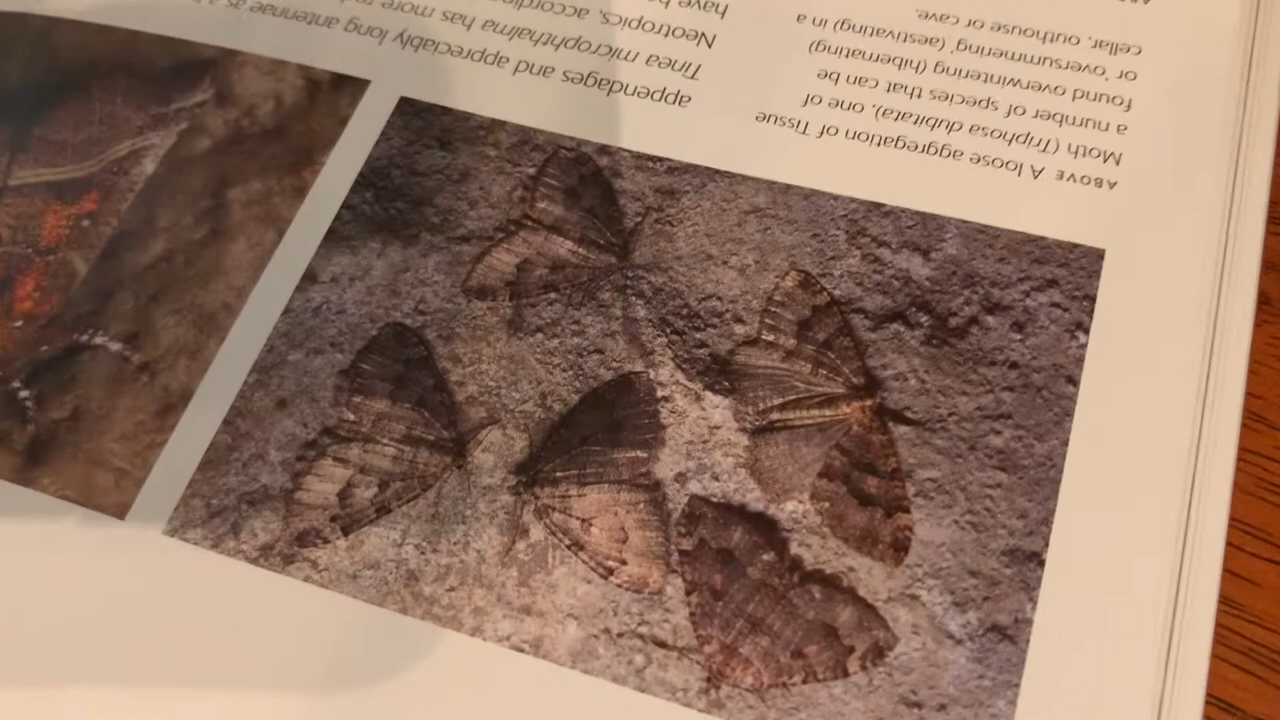 appendages and appreciably long antennae as
Tinea microphthalma has more
Neotropics, according
have
ABOVE A loose aggregation of Tissue
Moth (Triphosa dubitata), one of
a number of species that can be
found overwintering (hibernating)
or 'oversummering' (aestivating) in a
cellar, outhouse or cave.